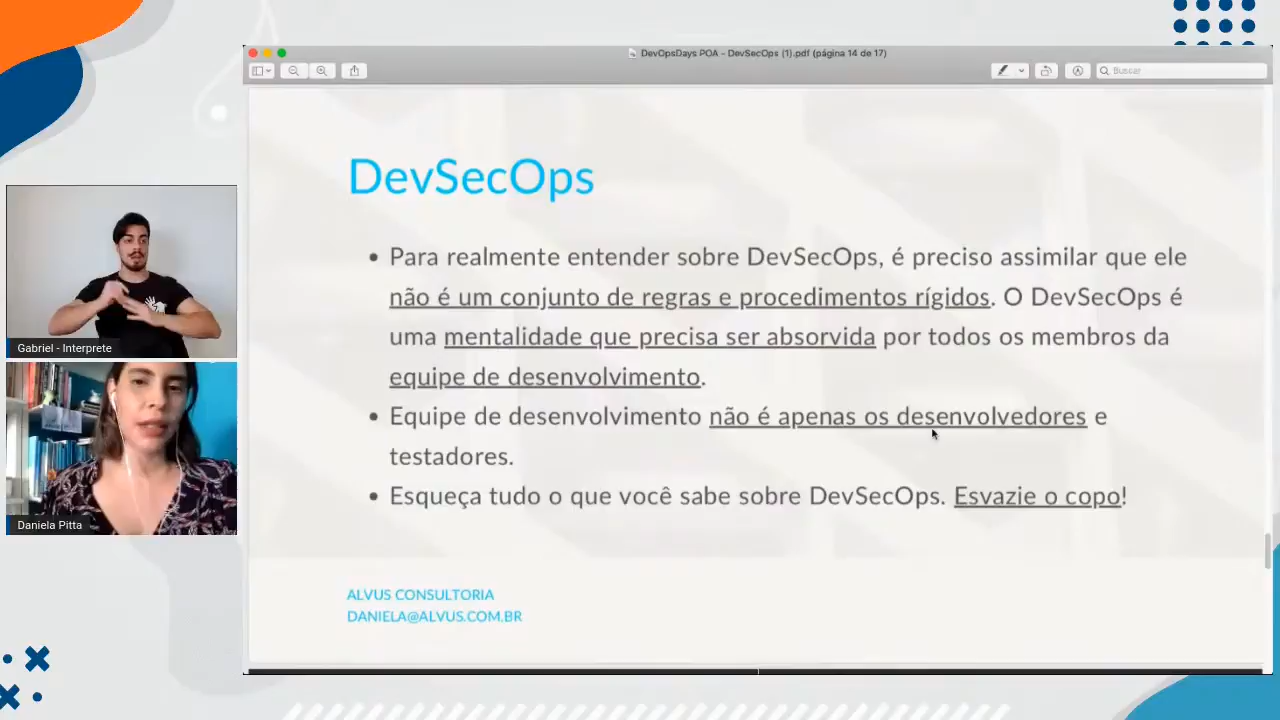 DevOpsDays POA - DevSecOps (1).pdf (página 14 de 17)
Buscar
DevSecOps
• Para realmente entender sobre DevSecOps, é preciso assimilar que ele
não é um conjunto de regras e procedimentos rígidos. O DevSecOps é
uma mentalidade que precisa ser absorvida por todos os membros da
equipe de desenvolvimento.
• Equipe de desenvolvimento não é apenas os desenvolvedores e
testadores.
• Esqueça tudo o que você sabe sobre DevSecOps. Esvazie o copo!
ALVUS CONSULTORIA
DANIELA@ALVUS.COM.BR
Gabriel - Interprete
Daniela Pitta